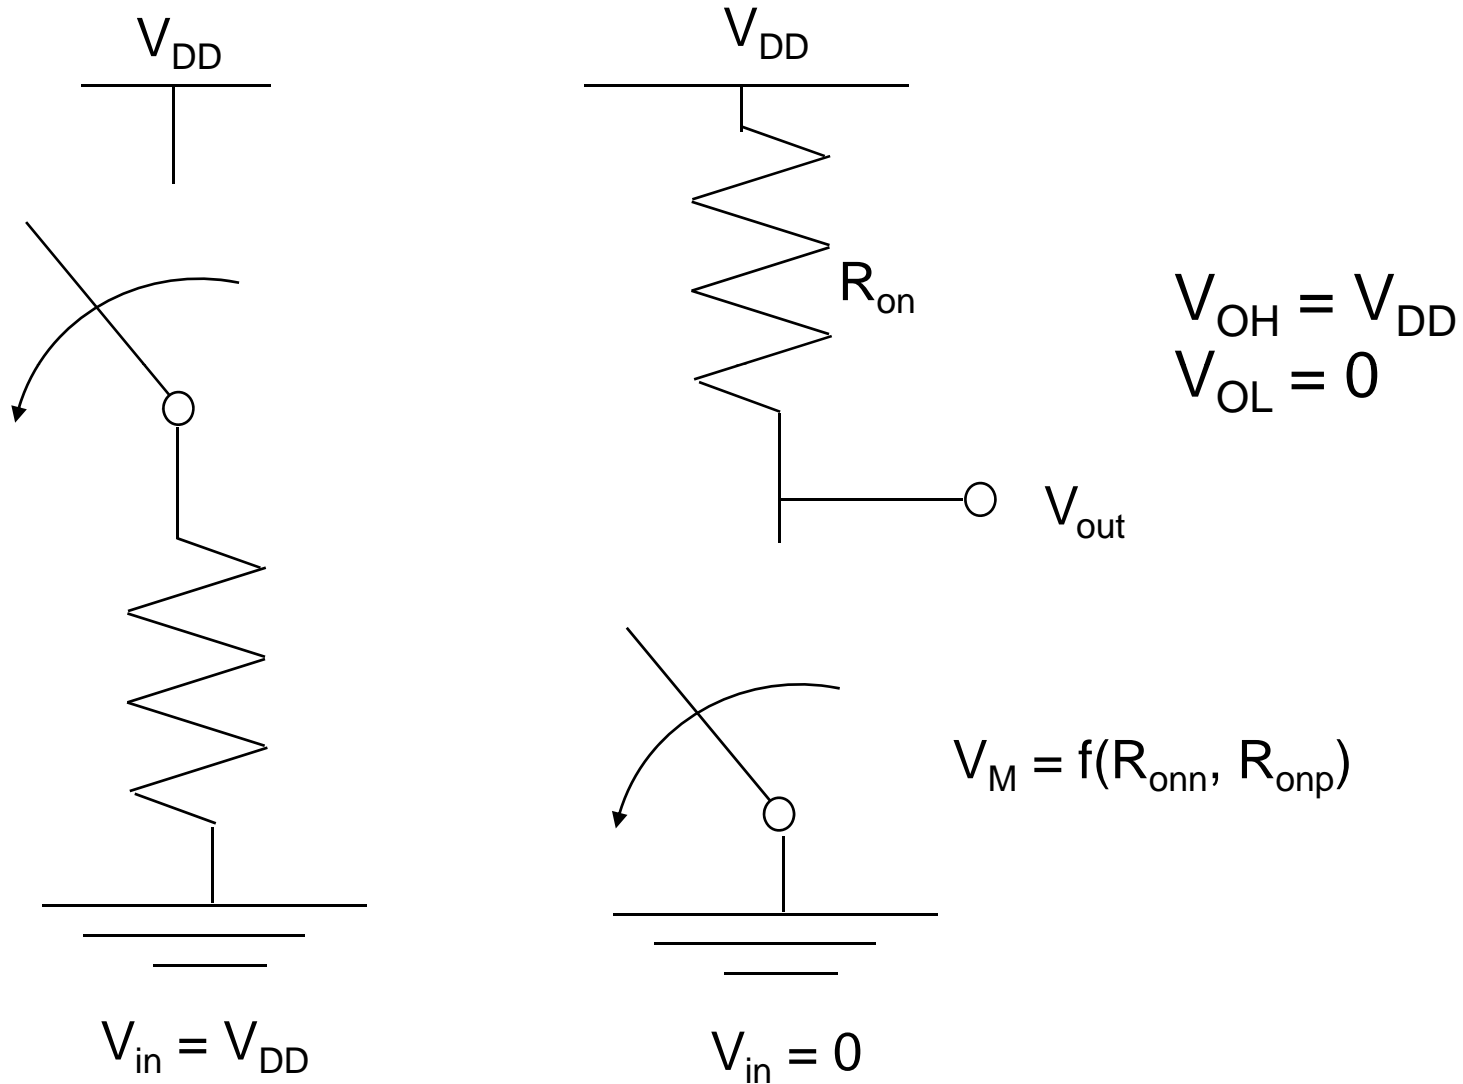 V_DD
V_DD
R_on
V_OH = V_DD
V_OL = 0
V_out
V_M = f(R_onn, R_onp)
V_in = V_DD
V_in = 0